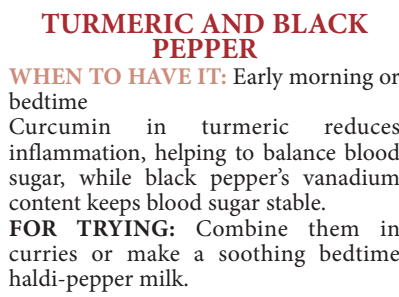 TURMERIC AND BLACK
PEPPER
WHEN TO HAVE IT: Early morning or
bedtime
Curcumin in turmeric reduces
inflammation, helping to balance blood
sugar, while black pepper’s vanadium
content keeps blood sugar stable.
FOR TRYING: Combine them in
curries or make a soothing bedtime
haldi-pepper milk.